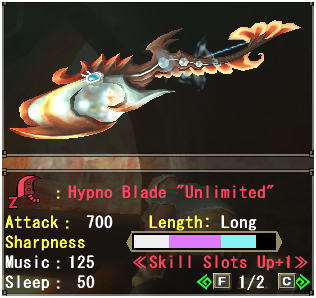 Z : Hypno Blade "Unlimited"
Attack : 700 Length: Long
Sharpness
Music : 125 ≪Skill Slots Up+1≫
Sleep : 50 F 1/2 C